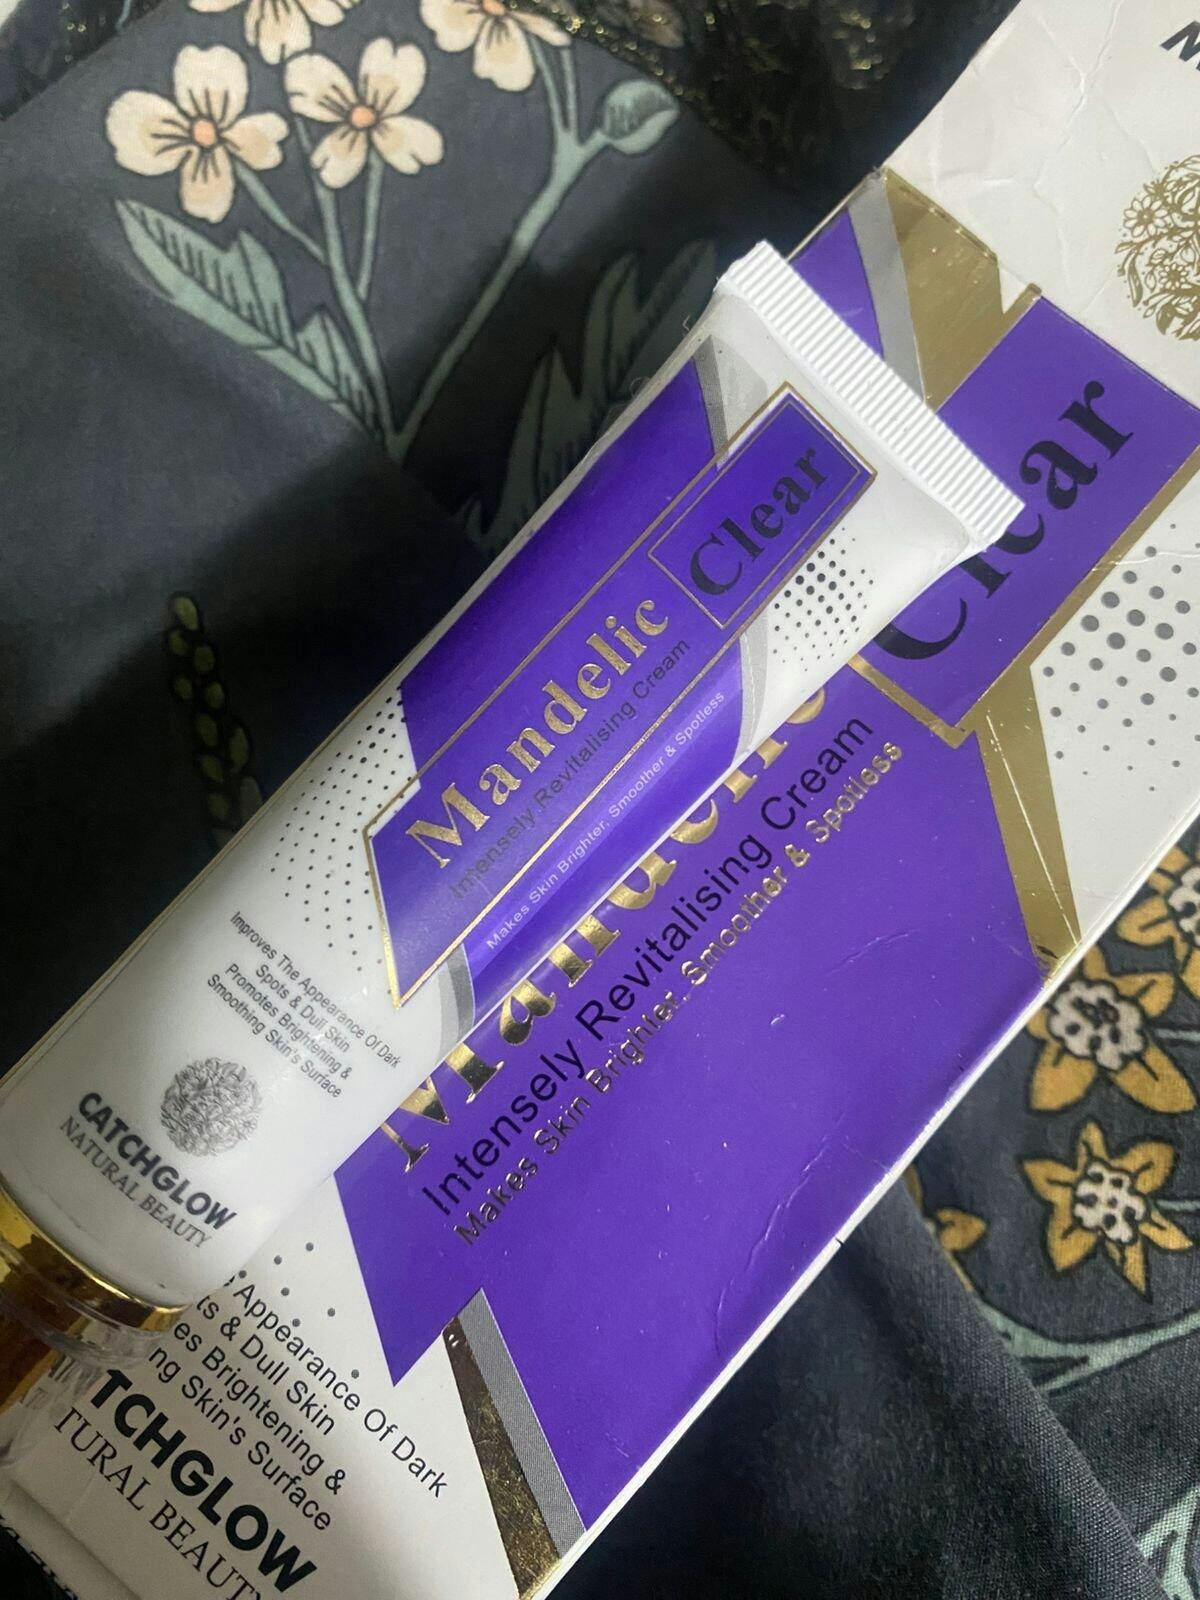 Mandelic Clear
Intensely Revitalising Cream
Makes Skin Brighter, Smoother & Spotless
Improves The Appearance Of Dark
Spots & Dull Skin
Promotes Brightening &
Smoothing Skin's Surface
CATCHGLOW
NATURAL BEAUTY
Clear
Intensely Revitalising Cream
Makes Skin Brighter, Smoother & Spotless
Appearance Of Dark
ts & Dull Skin
es Brightening &
ng Skin's Surface
TCHGLOW
TURAL BEAUTY